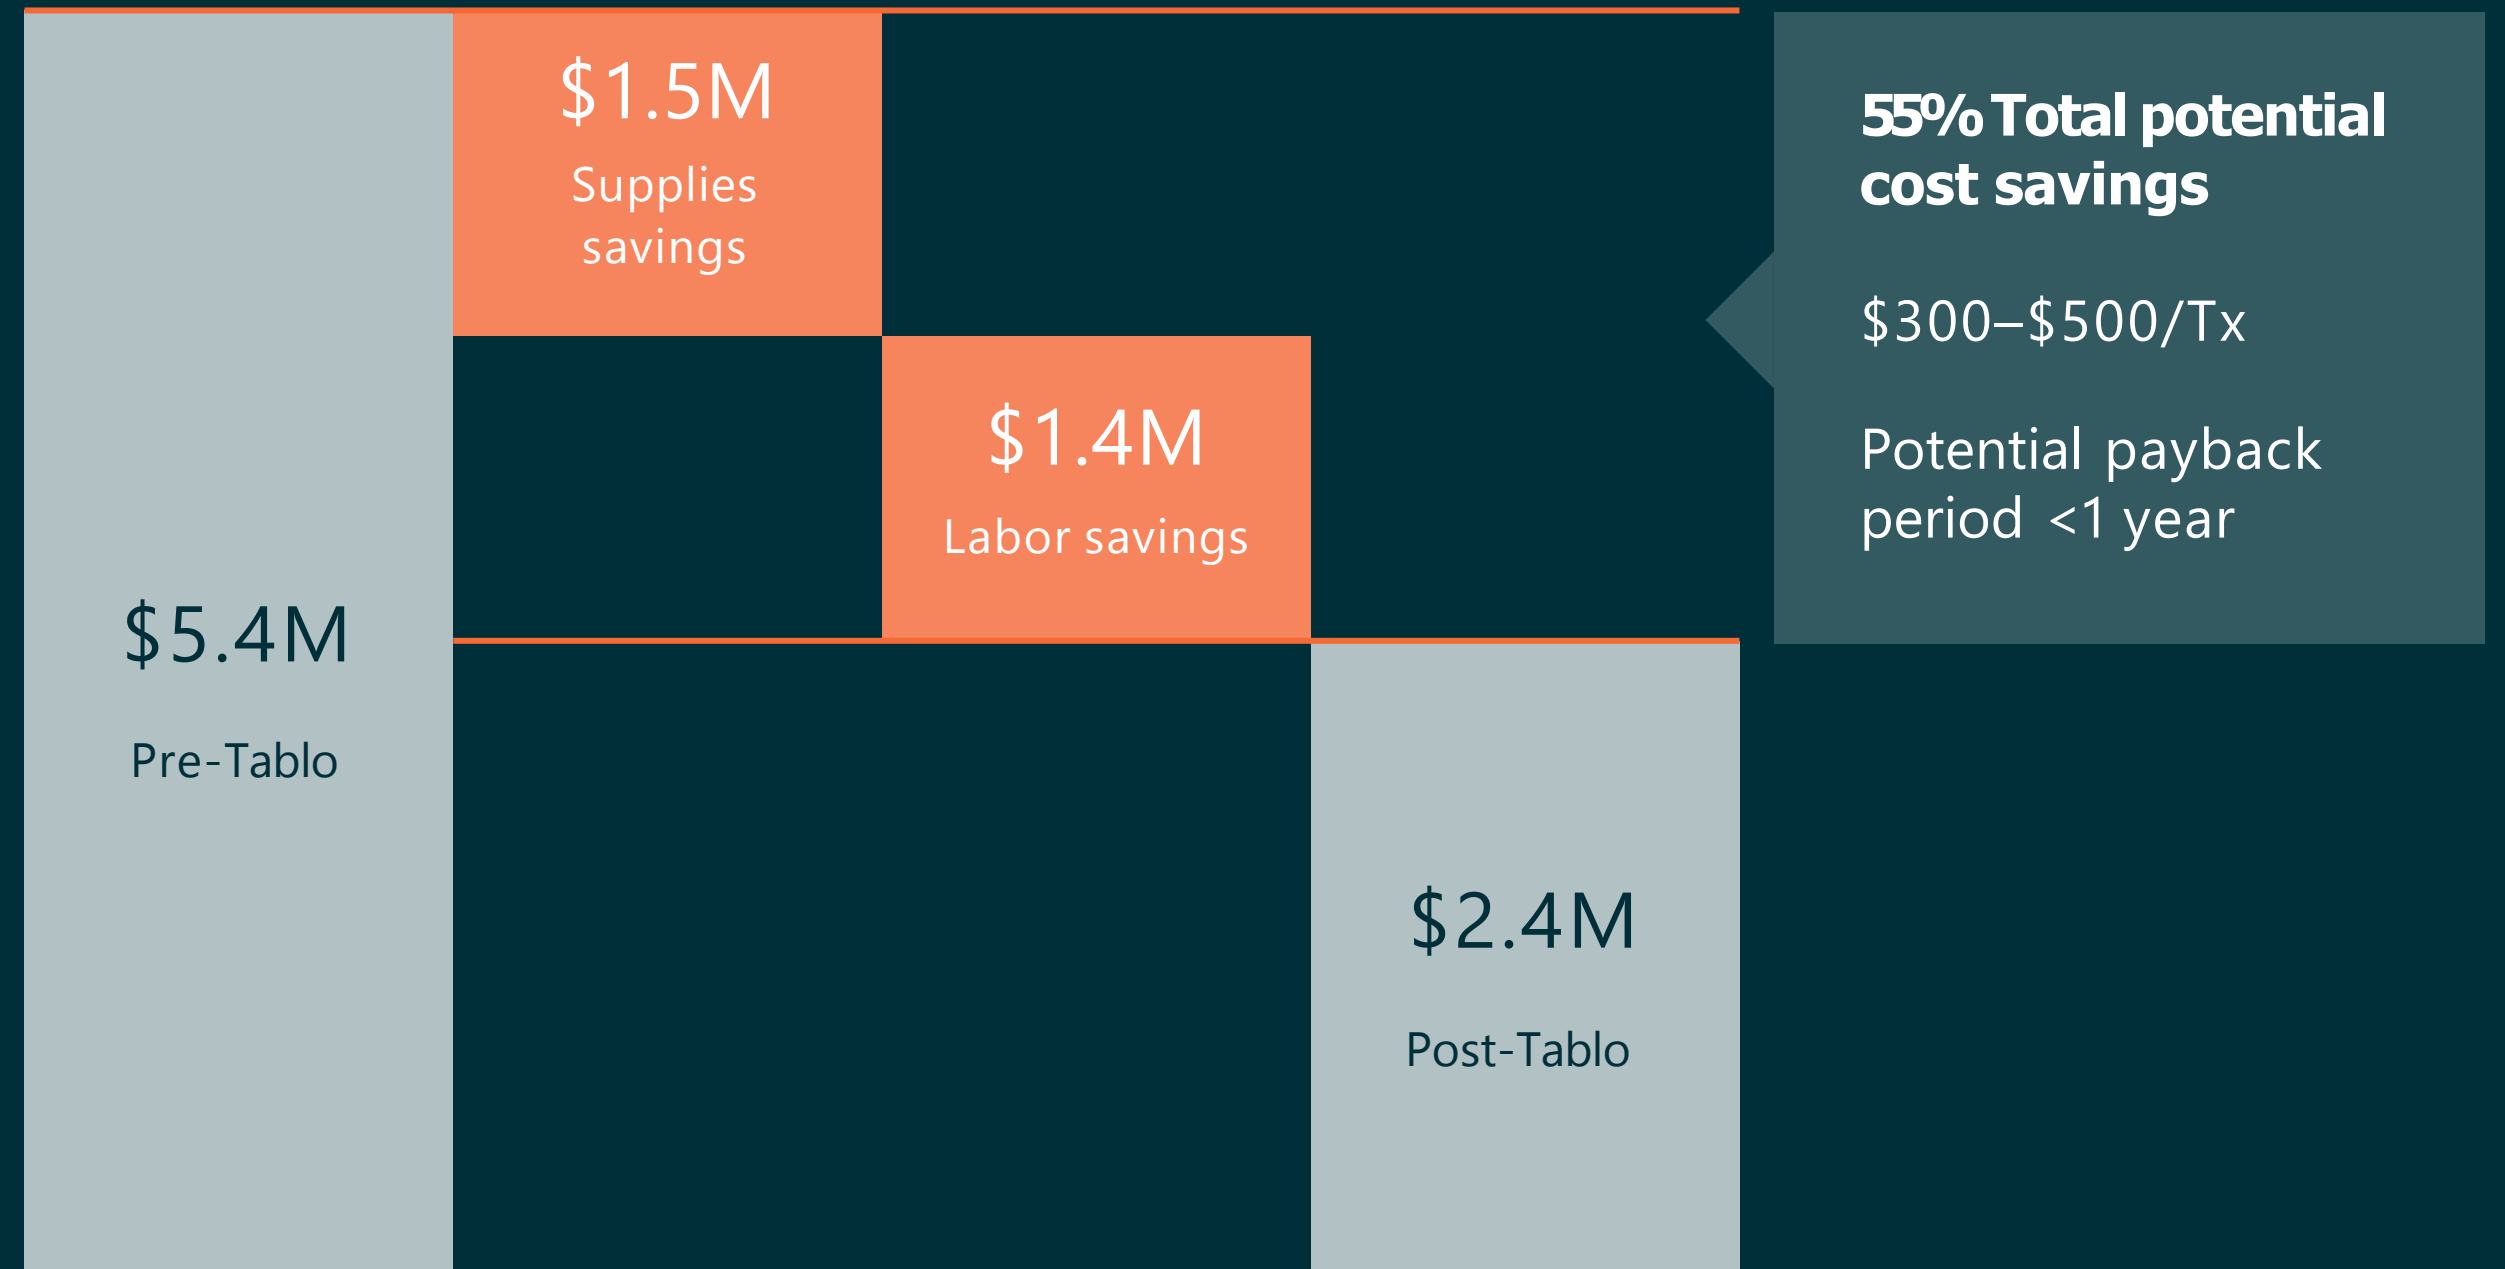 $5.4M
Pre-Tablo
$1.5M
Supplies
savings
$1.4M
Labor savings
$2.4M
Post-Tablo
55% Total potential
cost savings
$300–$500/Tx
Potential payback
period <1 year